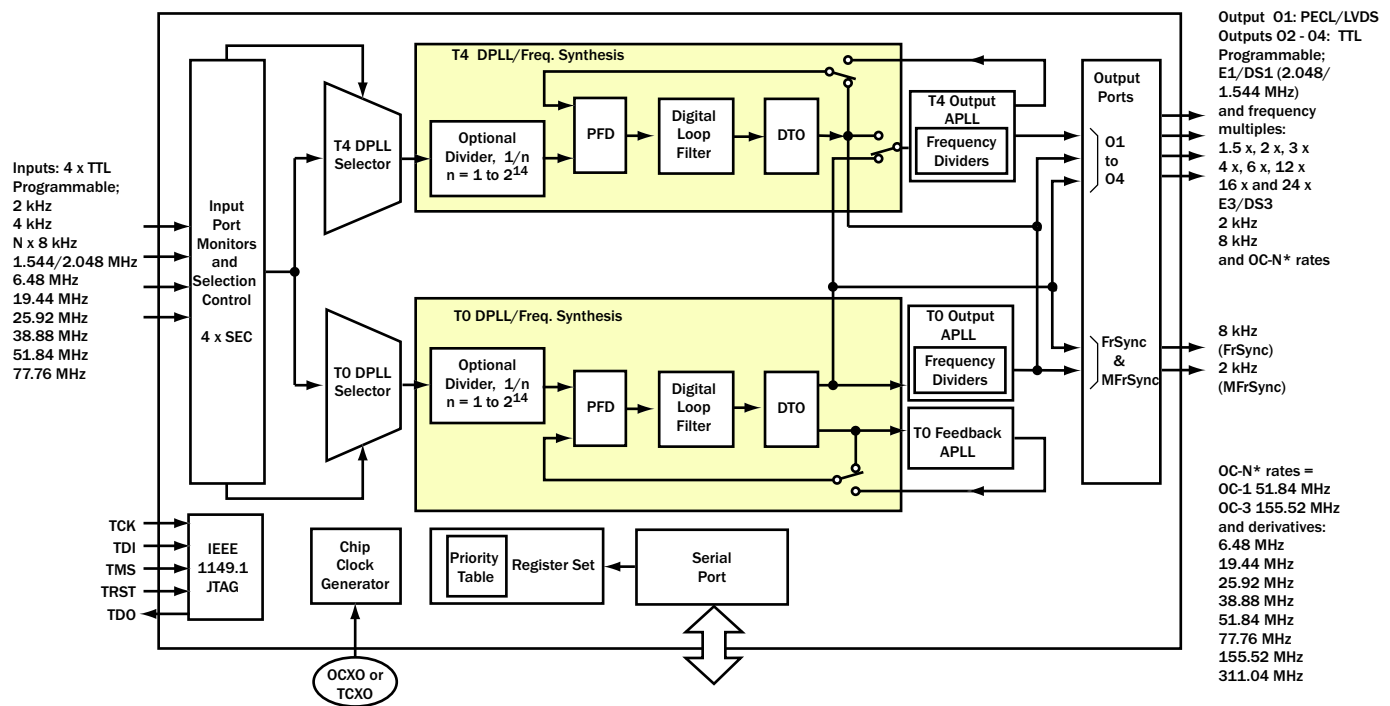 Inputs: 4 x TTL
Programmable;
2 kHz
4 kHz
N x 8 kHz
1.544/2.048 MHz
6.48 MHz
19.44 MHz
25.92 MHz
38.88 MHz
51.84 MHz
77.76 MHz
Input
Port
Monitors
and
Selection
Control
4 x SEC
T4 DPLL
Selector
T4 DPLL/Freq. Synthesis
Optional
Divider, 1/n
n = 1 to 2^14
PFD
Digital
Loop
Filter
DTO
T4 Output
APLL
Frequency
Dividers
Output
Ports
O1
to
O4
Output O1: PECL/LVDS
Outputs O2 - O4: TTL
Programmable;
E1/DS1 (2.048/
1.544 MHz)
and frequency
multiples:
1.5 x, 2 x, 3 x
4 x, 6 x, 12 x
16 x and 24 x
E3/DS3
2 kHz
8 kHz
and OC-N* rates
T0 DPLL
Selector
T0 DPLL/Freq. Synthesis
Optional
Divider, 1/n
n = 1 to 2^14
PFD
Digital
Loop
Filter
DTO
T0 Output
APLL
Frequency
Dividers
T0 Feedback
APLL
FrSync
&
MFrSync
8 kHz
(FrSync)
2 kHz
(MFrSync)
TCK
TDI
TMS
TRST
TDO
IEEE
1149.1
JTAG
Chip
Clock
Generator
OCXO or
TCXO
Priority
Table
Register Set
Serial
Port
OC-N* rates =
OC-1 51.84 MHz
OC-3 155.52 MHz
and derivatives:
6.48 MHz
19.44 MHz
25.92 MHz
38.88 MHz
51.84 MHz
77.76 MHz
155.52 MHz
311.04 MHz